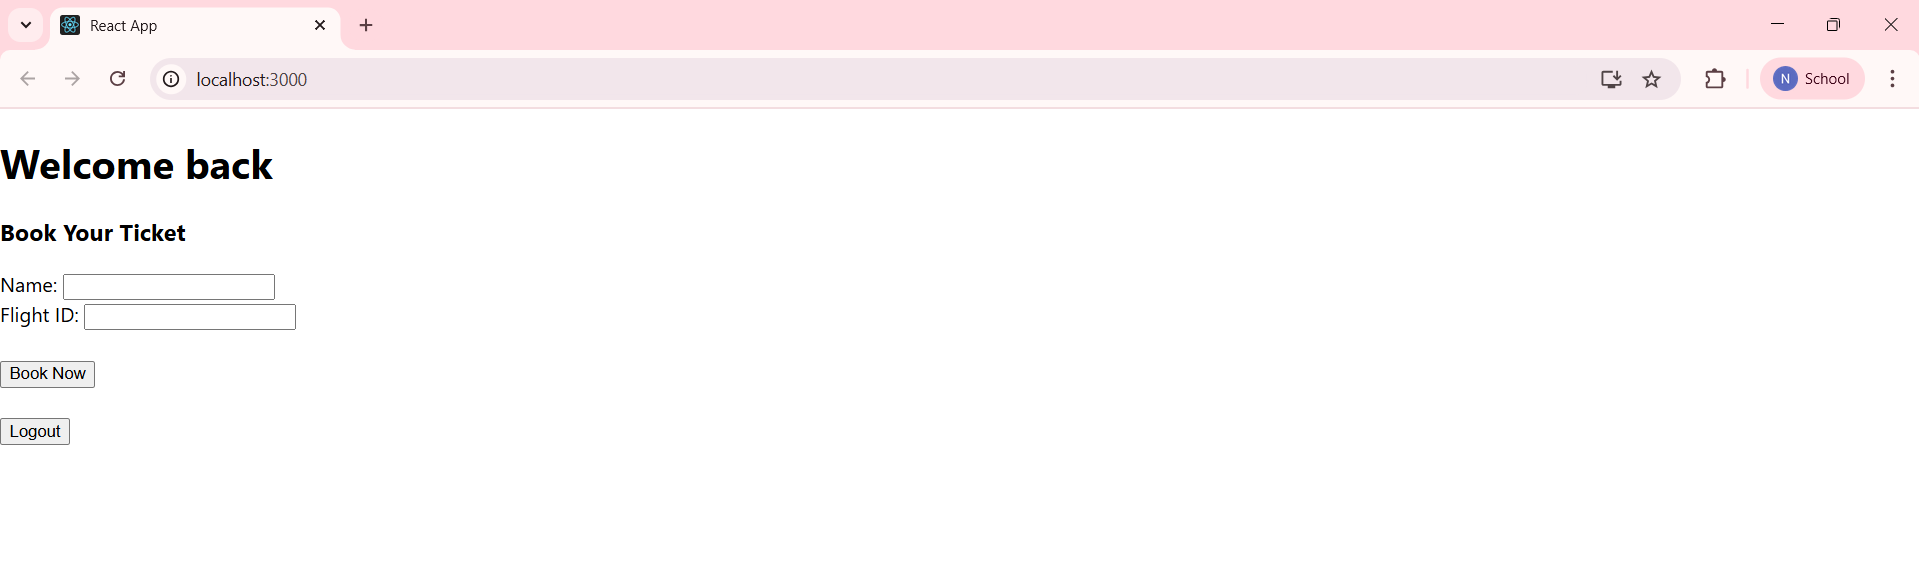 React App
localhost:3000
N School
Welcome back
Book Your Ticket
Name:
Flight ID:
Book Now
Logout